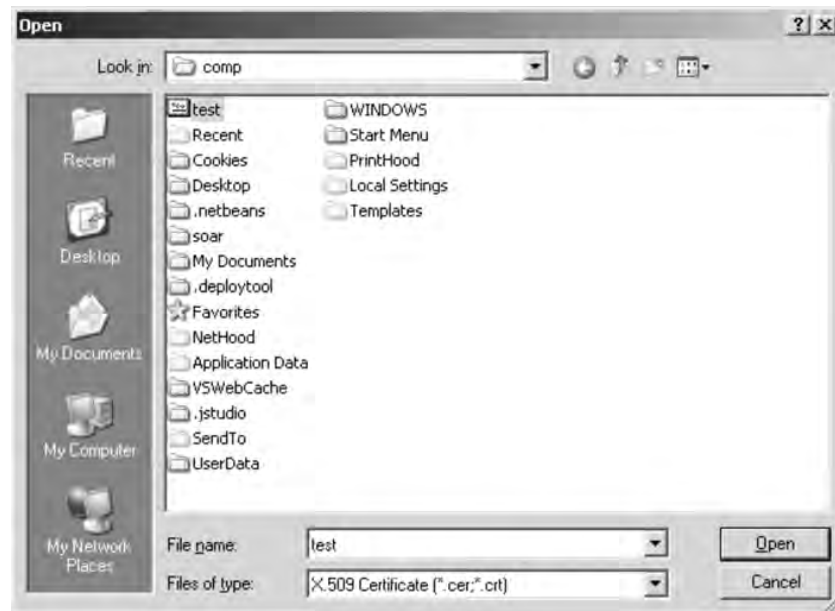 Open
Look in: comp
Recent
Desktop
My Documents
My Computer
My Network Places
test
Recent
Cookies
Desktop
.netbeans
soar
My Documents
.deploytool
Favorites
NetHood
Application Data
VSWebCache
.jstudio
SendTo
UserData
WINDOWS
Start Menu
PrintHood
Local Settings
Templates
File name: test
Open
Files of type: X.509 Certificate (*.cer;*.crt)
Cancel